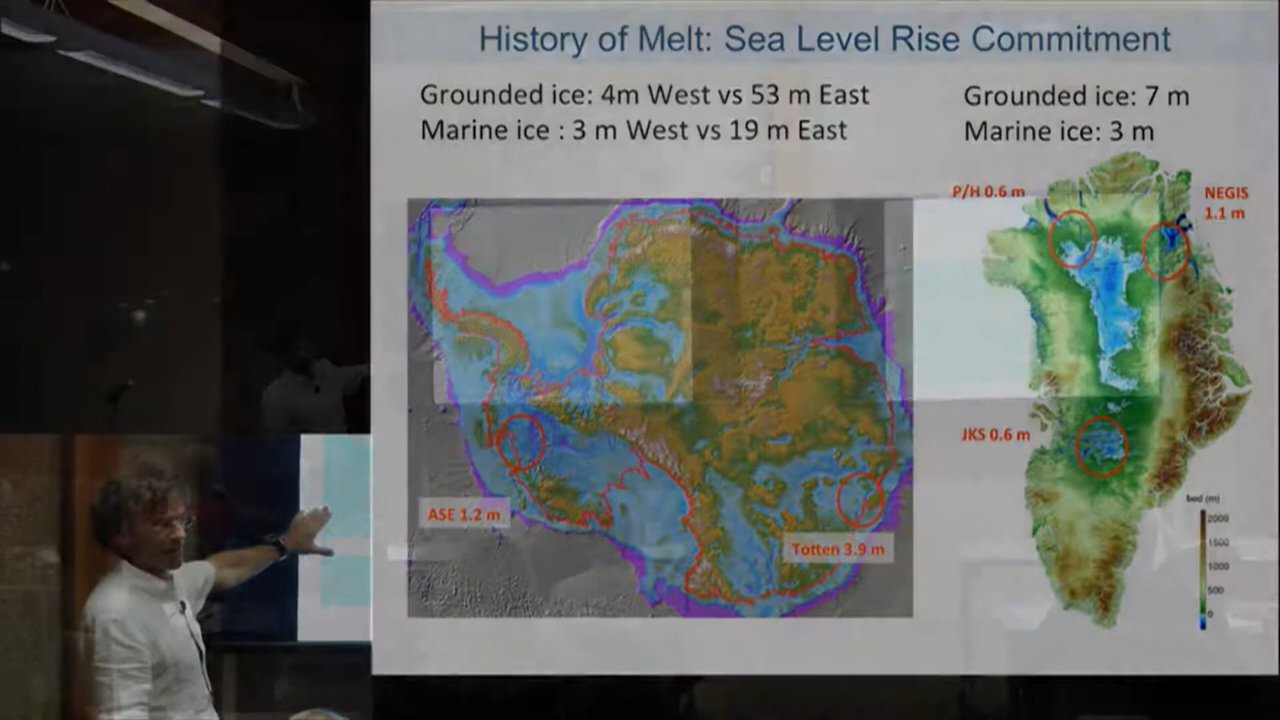 History of Melt: Sea Level Rise Commitment
Grounded ice: 4m West vs 53 m East
Marine ice : 3 m West vs 19 m East
Grounded ice: 7 m
Marine ice: 3 m
P/H 0.6 m
NEGIS
1.1 m
JKS 0.6 m
ASE 1.2 m
Totten 3.9 m
bed (m)
2000
1500
1000
500
0